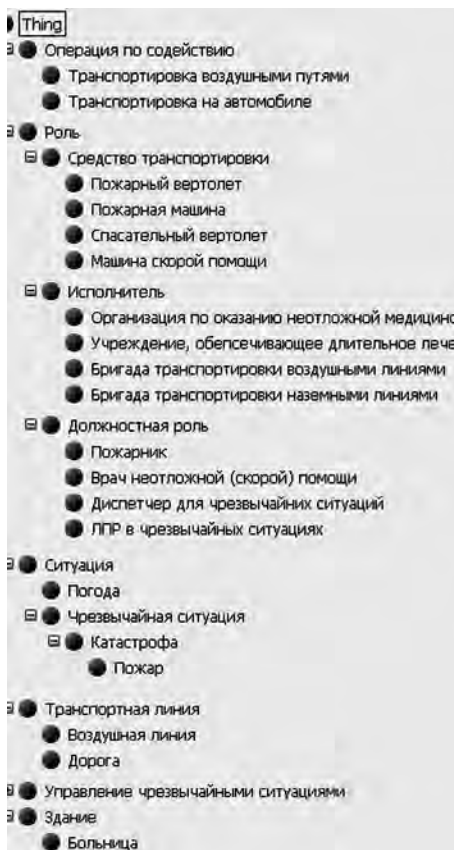 Thing
Операция по содействию
Транспортировка воздушными путями
Транспортировка на автомобиле
Роль
Средство транспортировки
Пожарный вертолет
Пожарная машина
Спасательный вертолет
Машина скорой помощи
Исполнитель
Организация по оказанию неотложной медицинс
Учреждение, обепсечивающее длительное лече
Бригада транспортировки воздушными линиями
Бригада транспортировки наземными линиями
Должностная роль
Пожарник
Врач неотложной (скорой) помощи
Диспетчер для чрезвычайних ситуаций
ЛПР в чрезвычайных ситуациях
Ситуация
Погода
Чрезвычайная ситуация
Катастрофа
Пожар
Транспортная линия
Воздушная линия
Дорога
Управление чрезвычайными ситуациями
Здание
Больница